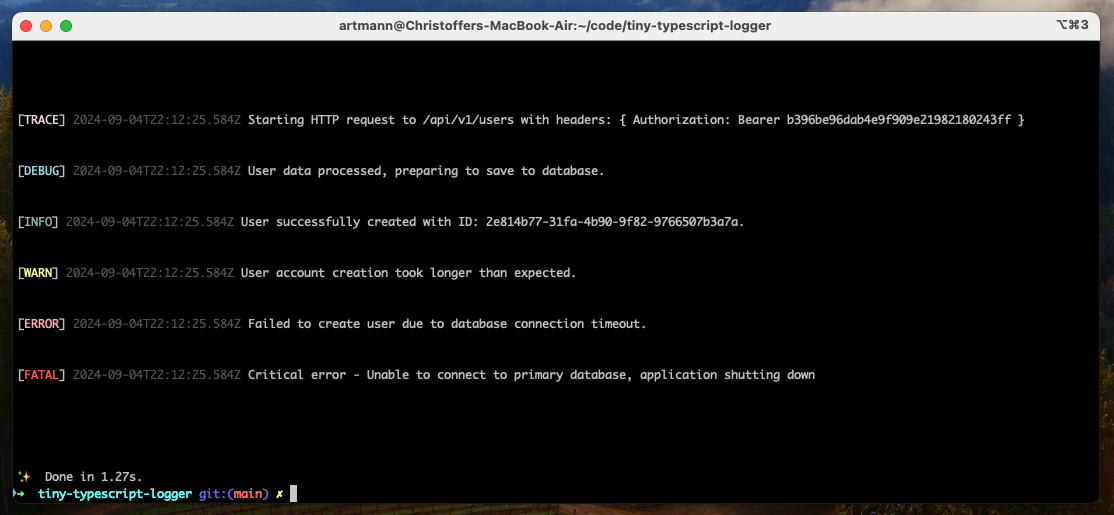 artmann@Christoffers-MacBook-Air:~/code/tiny-typescript-logger ⌥⌘3
[TRACE] 2024-09-04T22:12:25.584Z Starting HTTP request to /api/v1/users with headers: { Authorization: Bearer b396be96dab4e9f909e21982180243ff }
[DEBUG] 2024-09-04T22:12:25.584Z User data processed, preparing to save to database.
[INFO] 2024-09-04T22:12:25.584Z User successfully created with ID: 2e814b77-31fa-4b90-9f82-9766507b3a7a.
[WARN] 2024-09-04T22:12:25.584Z User account creation took longer than expected.
[ERROR] 2024-09-04T22:12:25.584Z Failed to create user due to database connection timeout.
[FATAL] 2024-09-04T22:12:25.584Z Critical error - Unable to connect to primary database, application shutting down
✨ Done in 1.27s.
➜ tiny-typescript-logger git:(main) ✗